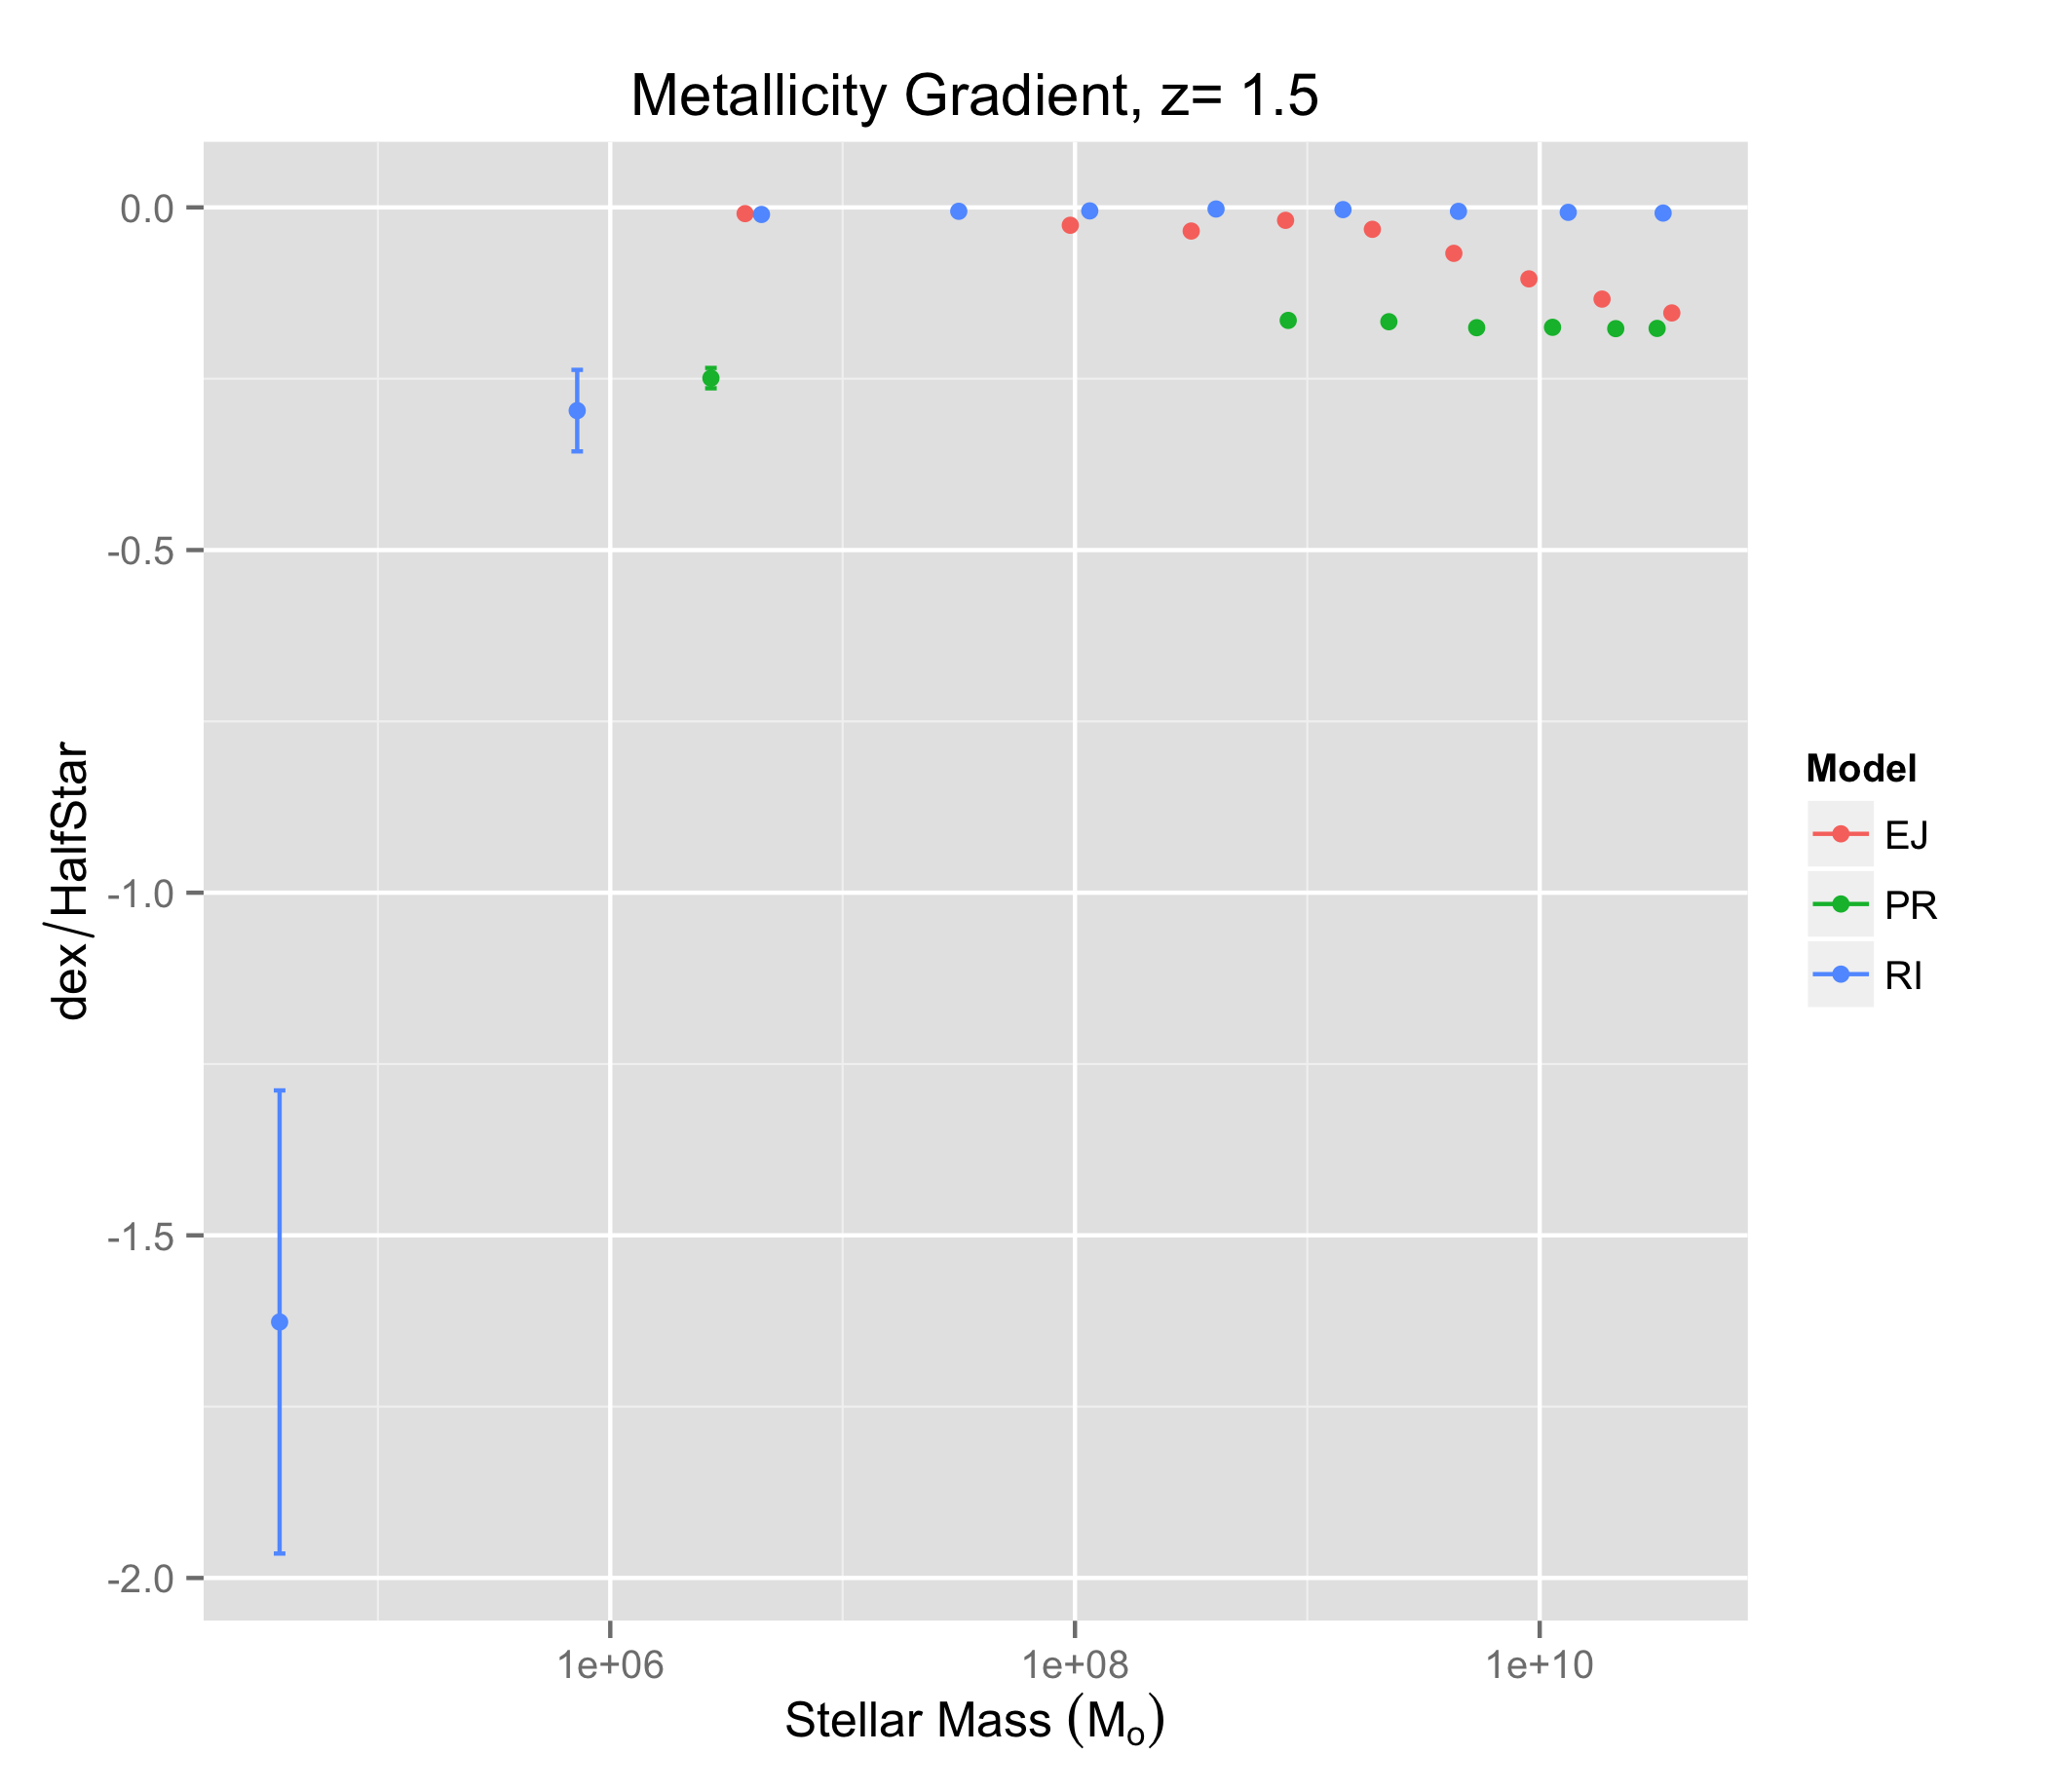 Metallicity Gradient, z= 1.5
0.0
-0.5
-1.0
-1.5
-2.0
dex/HalfStar
1e+06
1e+08
1e+10
Stellar Mass (Mo)
Model
EJ
PR
RI